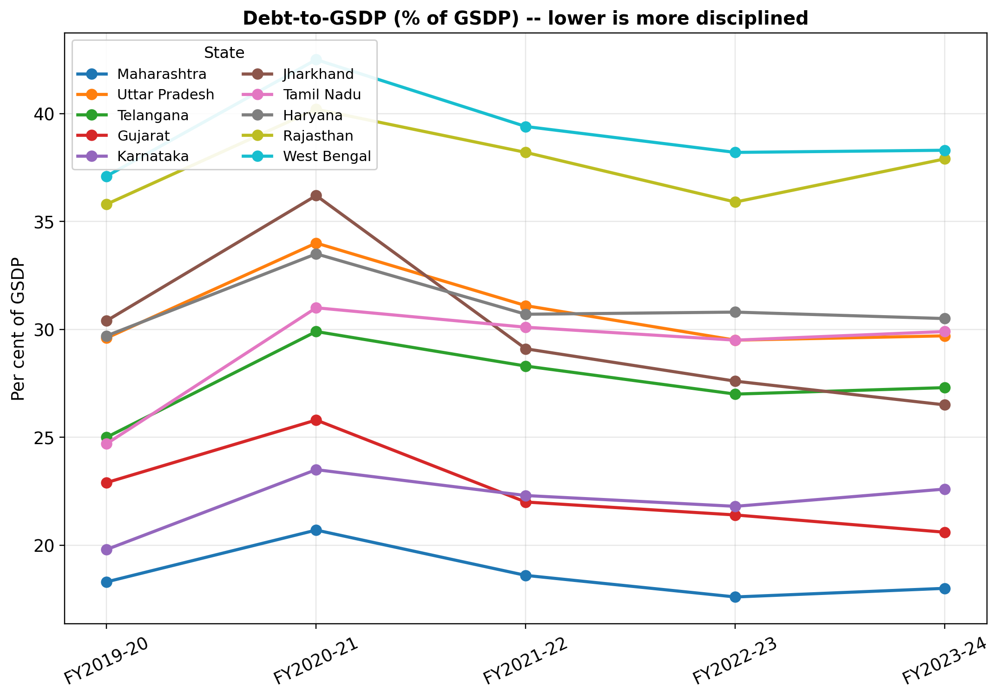 Debt-to-GSDP (% of GSDP) -- lower is more disciplined
State
Maharashtra
Uttar Pradesh
Telangana
Gujarat
Karnataka
Jharkhand
Tamil Nadu
Haryana
Rajasthan
West Bengal
Per cent of GSDP
40
35
30
25
20
FY2019-20
FY2020-21
FY2021-22
FY2022-23
FY2023-24